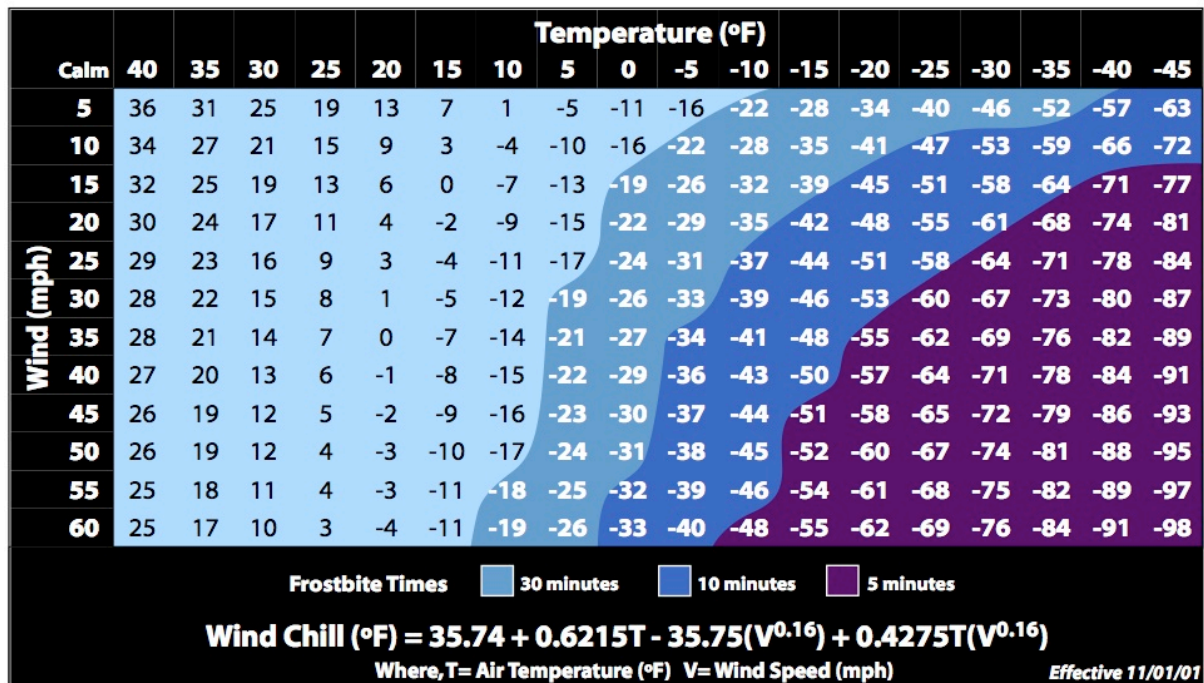 Temperature (ºF)
Calm 40 35 30 25 20 15 10 5 0 -5 -10 -15 -20 -25 -30 -35 -40 -45
Wind (mph)
5 36 31 25 19 13 7 1 -5 -11 -16 -22 -28 -34 -40 -46 -52 -57 -63
10 34 27 21 15 9 3 -4 -10 -16 -22 -28 -35 -41 -47 -53 -59 -66 -72
15 32 25 19 13 6 0 -7 -13 -19 -26 -32 -39 -45 -51 -58 -64 -71 -77
20 30 24 17 11 4 -2 -9 -15 -22 -29 -35 -42 -48 -55 -61 -68 -74 -81
25 29 23 16 9 3 -4 -11 -17 -24 -31 -37 -44 -51 -58 -64 -71 -78 -84
30 28 22 15 8 1 -5 -12 -19 -26 -33 -39 -46 -53 -60 -67 -73 -80 -87
35 28 21 14 7 0 -7 -14 -21 -27 -34 -41 -48 -55 -62 -69 -76 -82 -89
40 27 20 13 6 -1 -8 -15 -22 -29 -36 -43 -50 -57 -64 -71 -78 -84 -91
45 26 19 12 5 -2 -9 -16 -23 -30 -37 -44 -51 -58 -65 -72 -79 -86 -93
50 26 19 12 4 -3 -10 -17 -24 -31 -38 -45 -52 -60 -67 -74 -81 -88 -95
55 25 18 11 4 -3 -11 -18 -25 -32 -39 -46 -54 -61 -68 -75 -82 -89 -97
60 25 17 10 3 -4 -11 -19 -26 -33 -40 -48 -55 -62 -69 -76 -84 -91 -98
Frostbite Times 30 minutes 10 minutes 5 minutes
Wind Chill (ºF) = 35.74 + 0.6215T - 35.75(V0.16) + 0.4275T(V0.16)
Where, T= Air Temperature (ºF) V= Wind Speed (mph) Effective 11/01/01